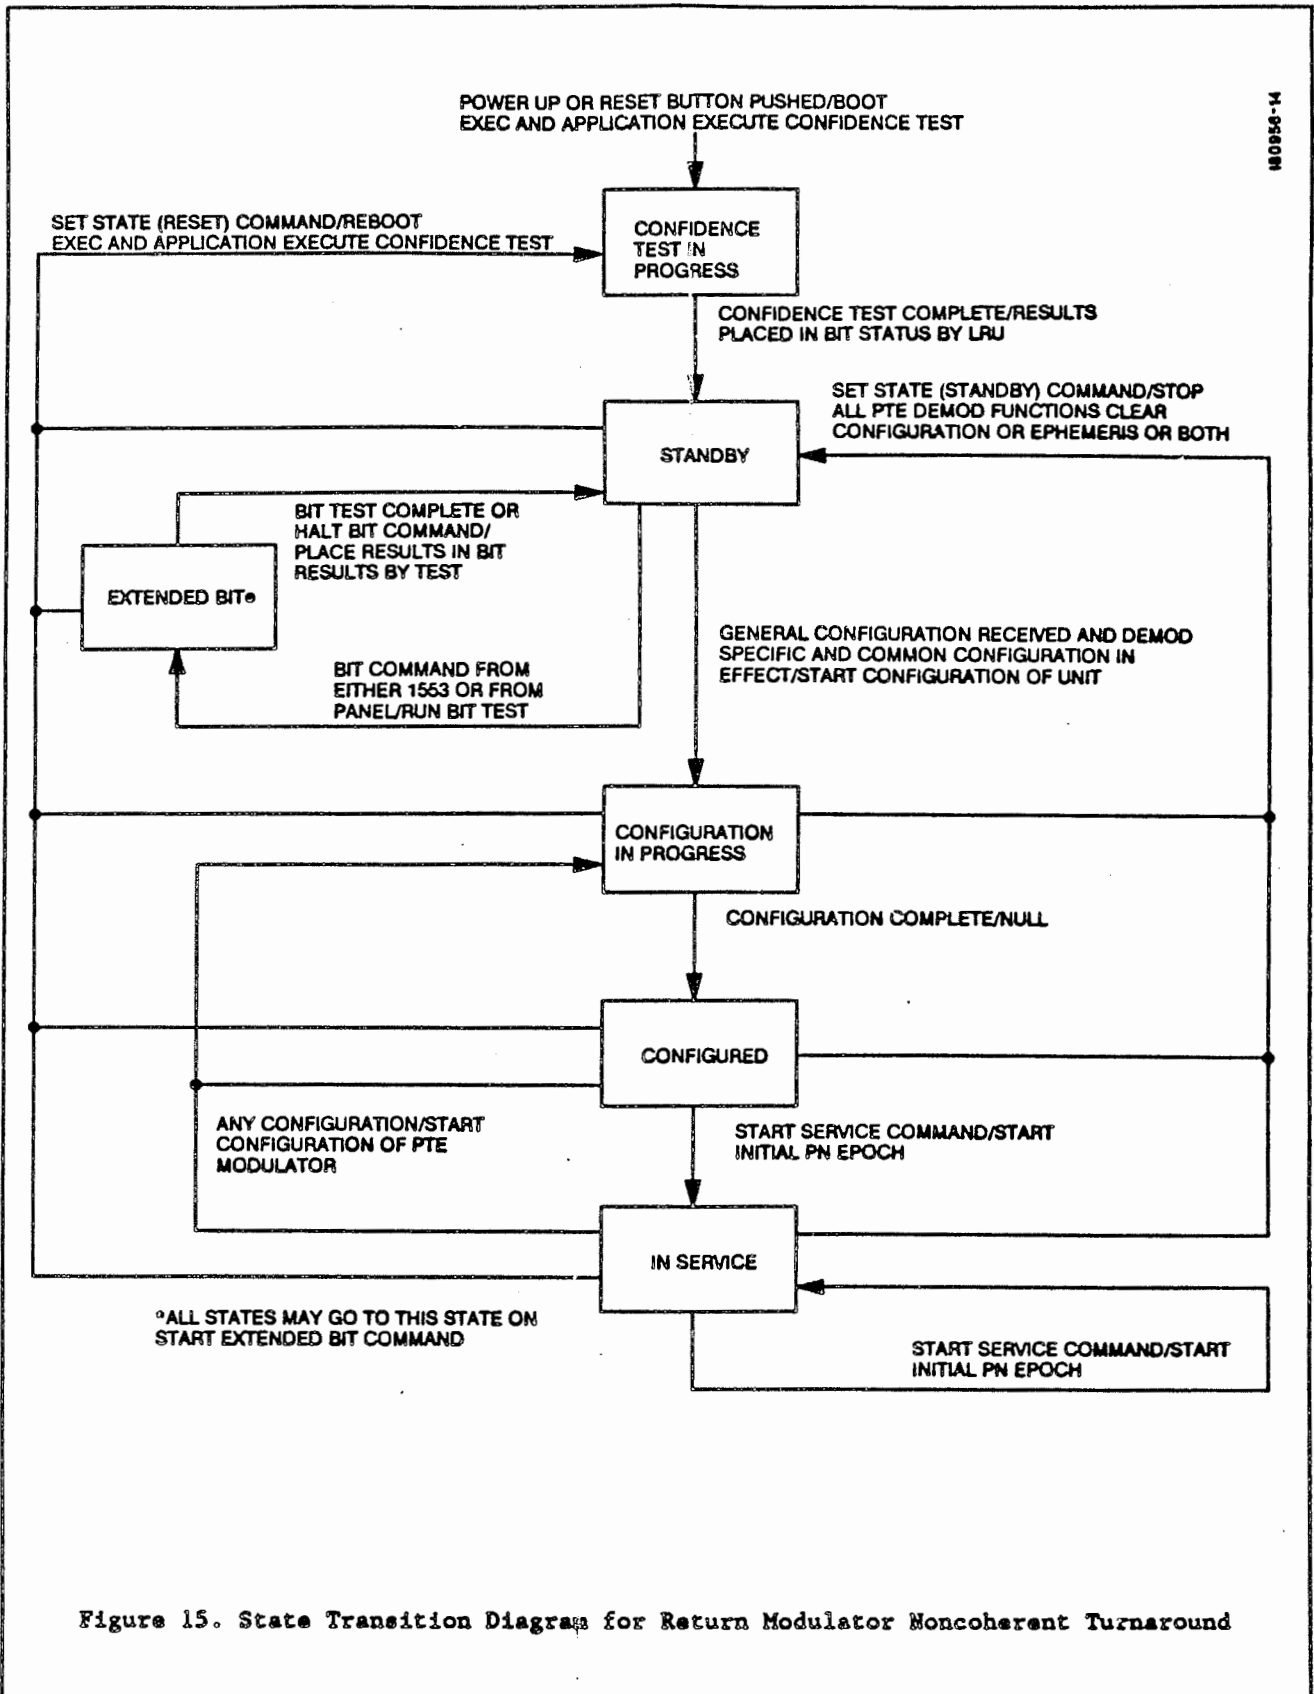 POWER UP OR RESET BUTTON PUSHED/BOOT
EXEC AND APPLICATION EXECUTE CONFIDENCE TEST
180956-14
SET STATE (RESET) COMMAND/REBOOT
EXEC AND APPLICATION EXECUTE CONFIDENCE TEST
CONFIDENCE
TEST IN
PROGRESS
CONFIDENCE TEST COMPLETE/RESULTS
PLACED IN BIT STATUS BY LRU
SET STATE (STANDBY) COMMAND/STOP
ALL PTE DEMOD FUNCTIONS CLEAR
CONFIGURATION OR EPHEMERIS OR BOTH
STANDBY
BIT TEST COMPLETE OR
HALT BIT COMMAND/
PLACE RESULTS IN BIT
RESULTS BY TEST
EXTENDED BIT*
GENERAL CONFIGURATION RECEIVED AND DEMOD
SPECIFIC AND COMMON CONFIGURATION IN
EFFECT/START CONFIGURATION OF UNIT
BIT COMMAND FROM
EITHER 1553 OR FROM
PANEL/RUN BIT TEST
CONFIGURATION
IN PROGRESS
CONFIGURATION COMPLETE/NULL
CONFIGURED
ANY CONFIGURATION/START
CONFIGURATION OF PTE
MODULATOR
START SERVICE COMMAND/START
INITIAL PN EPOCH
IN SERVICE
*ALL STATES MAY GO TO THIS STATE ON
START EXTENDED BIT COMMAND
START SERVICE COMMAND/START
INITIAL PN EPOCH
Figure 15. State Transition Diagram for Return Modulator Noncoherent Turnaround